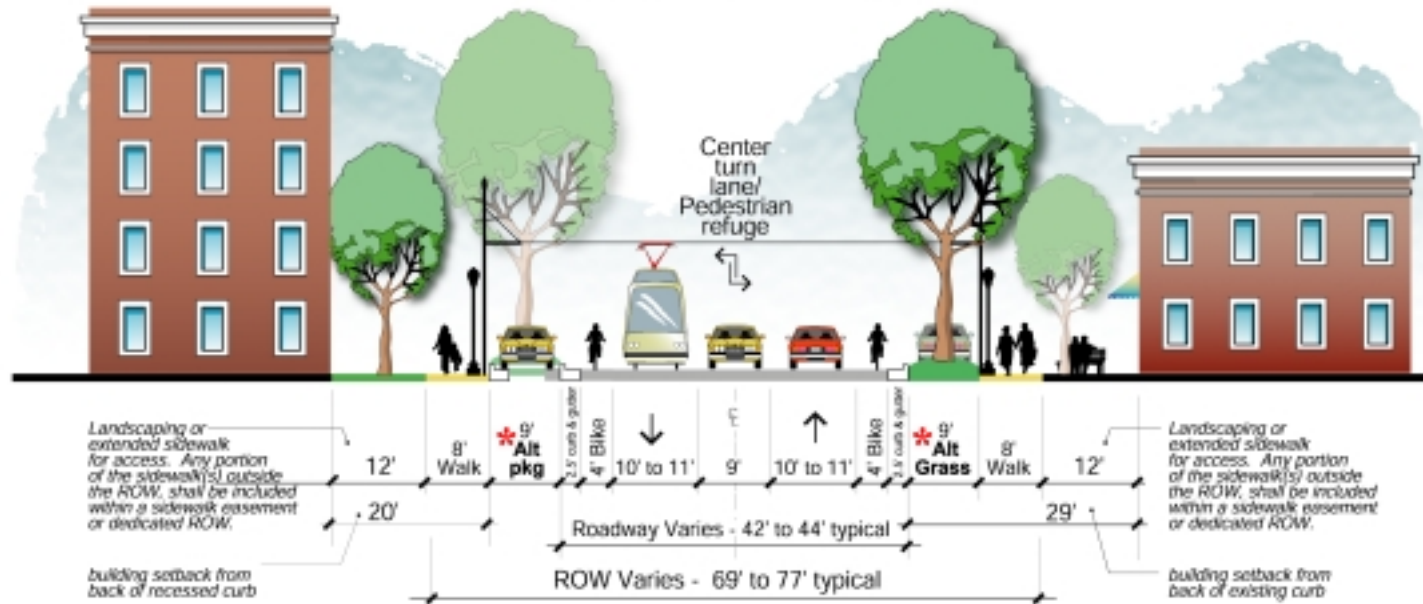 Center
turn
lane/
Pedestrian
refuge
Landscaping or
extended sidewalk
for access. Any portion
of the sidewalk(s) outside
the ROW, shall be included
within a sidewalk easement
or dedicated ROW.
12'
8'
Walk
* 9'
Alt
pkg
2.5' curb & gutter
4' Bike
10' to 11'
9'
10' to 11'
4' Bike
2.5' curb & gutter
* 9'
Alt
Grass
8'
Walk
12'
Landscaping or
extended sidewalk
for access. Any portion
of the sidewalk(s) outside
the ROW, shall be included
within a sidewalk easement
or dedicated ROW.
20'
Roadway Varies - 42' to 44' typical
29'
building setback from
back of recessed curb
ROW Varies - 69' to 77' typical
building setback from
back of existing curb